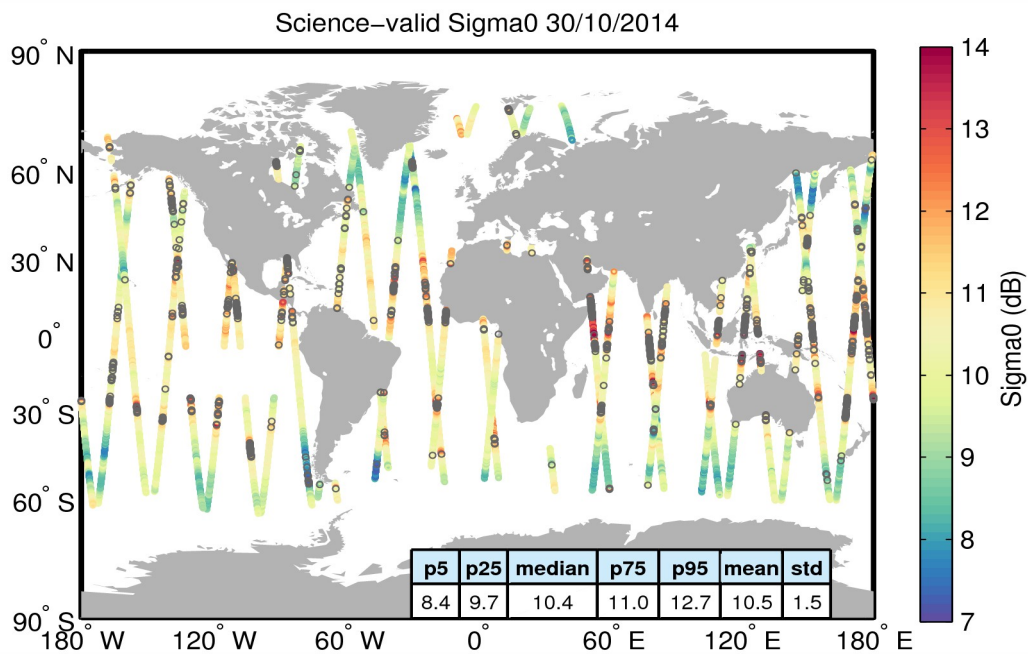 Science−valid Sigma0 30/10/2014
90° N
60° N
30° N
0°
30° S
60° S
90° S
180° W
120° W
60° W
0°
60° E
120° E
180° E
p5 p25 median p75 p95 mean std
8.4 9.7 10.4 11.0 12.7 10.5 1.5
14
13
12
11
10
9
8
7
Sigma0 (dB)